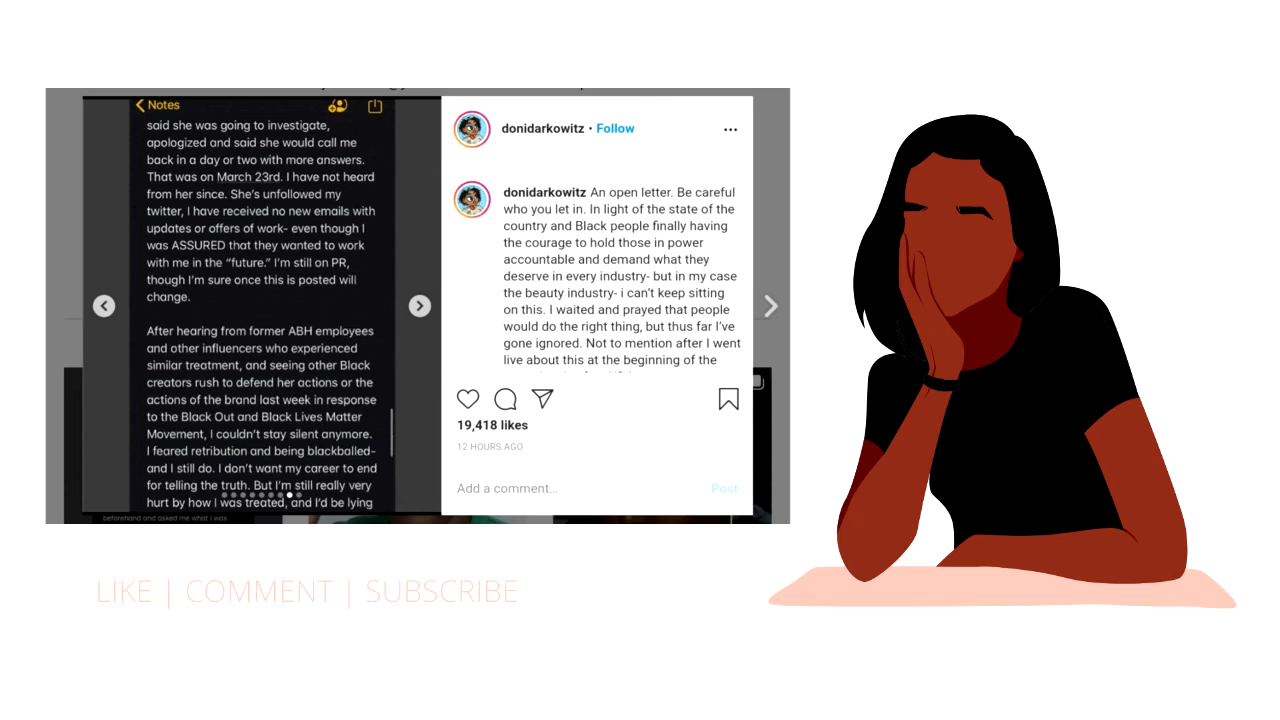 Notes
said she was going to investigate,
apologized and said she would call me
back in a day or two with more answers.
That was on March 23rd. I have not heard
from her since. She's unfollowed my
twitter, I have received no new emails with
updates or offers of work- even though I
was ASSURED that they wanted to work
with me in the “future.” I'm still on PR,
though I'm sure once this is posted will
change.
After hearing from former ABH employees
and other influencers who experienced
similar treatment, and seeing other Black
creators rush to defend her actions or the
actions of the brand last week in response
to the Black Out and Black Lives Matter
Movement, I couldn't stay silent anymore.
I feared retribution and being blackballed-
and I still do. I don't want my career to end
for telling the truth. But I'm still really very
hurt by how I was treated, and I'd be lying
beforehand and asked me what I was
donidarkowitz • Follow
donidarkowitz An open letter. Be careful
who you let in. In light of the state of the
country and Black people finally having
the courage to hold those in power
accountable and demand what they
deserve in every industry- but in my case
the beauty industry- i can't keep sitting
on this. I waited and prayed that people
would do the right thing, but thus far I've
gone ignored. Not to mention after I went
live about this at the beginning of the
19,418 likes
12 HOURS AGO
Add a comment...
Post
LIKE | COMMENT | SUBSCRIBE